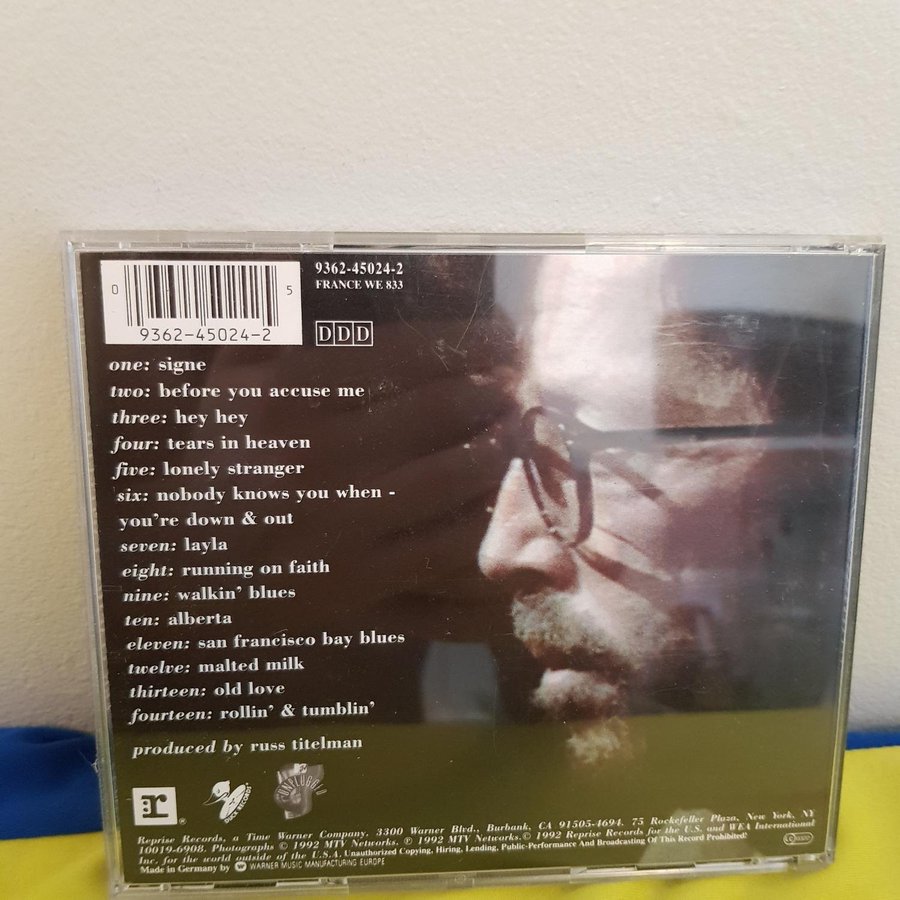 0
5
9362-45024-2
9362-45024-2
FRANCE WE 833
DDD
one: signe
two: before you accuse me
three: hey hey
four: tears in heaven
five: lonely stranger
six: nobody knows you when -
you're down & out
seven: layla
eight: running on faith
nine: walkin' blues
ten: alberta
eleven: san francisco bay blues
twelve: malted milk
thirteen: old love
fourteen: rollin' & tumblin'
produced by russ titelman
r®
DUCK RECORDS
UNPLUGGED
Reprise Records, a Time Warner Company, 3300 Warner Blvd., Burbank, CA 91505-4694. 75 Rockefeller Plaza, New York, NY
10019-6908. Photographs © 1992 MTV Networks. ℗ 1992 MTV Networks. © 1992 Reprise Records for the U.S. and WEA International
Inc. for the world outside of the U.S.A. Unauthorized Copying, Hiring, Lending, Public-Performance And Broadcasting Of This Record Prohibited!
Made in Germany by WARNER MUSIC MANUFACTURING EUROPE